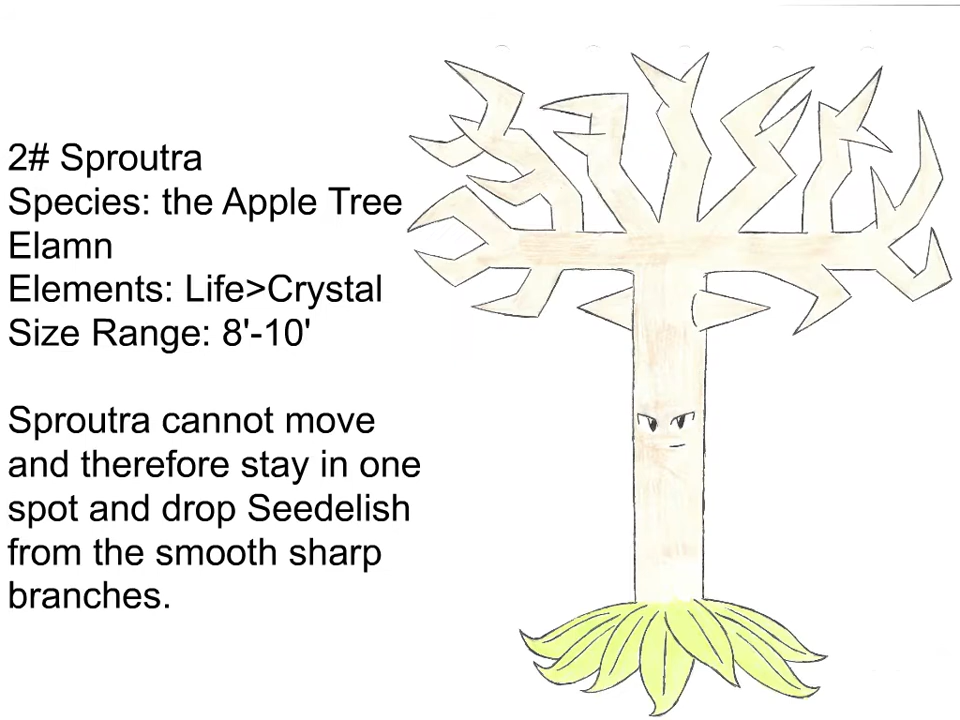 2# Sproutra
Species: the Apple Tree
Elamn
Elements: Life>Crystal
Size Range: 8'-10'
Sproutra cannot move
and therefore stay in one
spot and drop Seedelish
from the smooth sharp
branches.